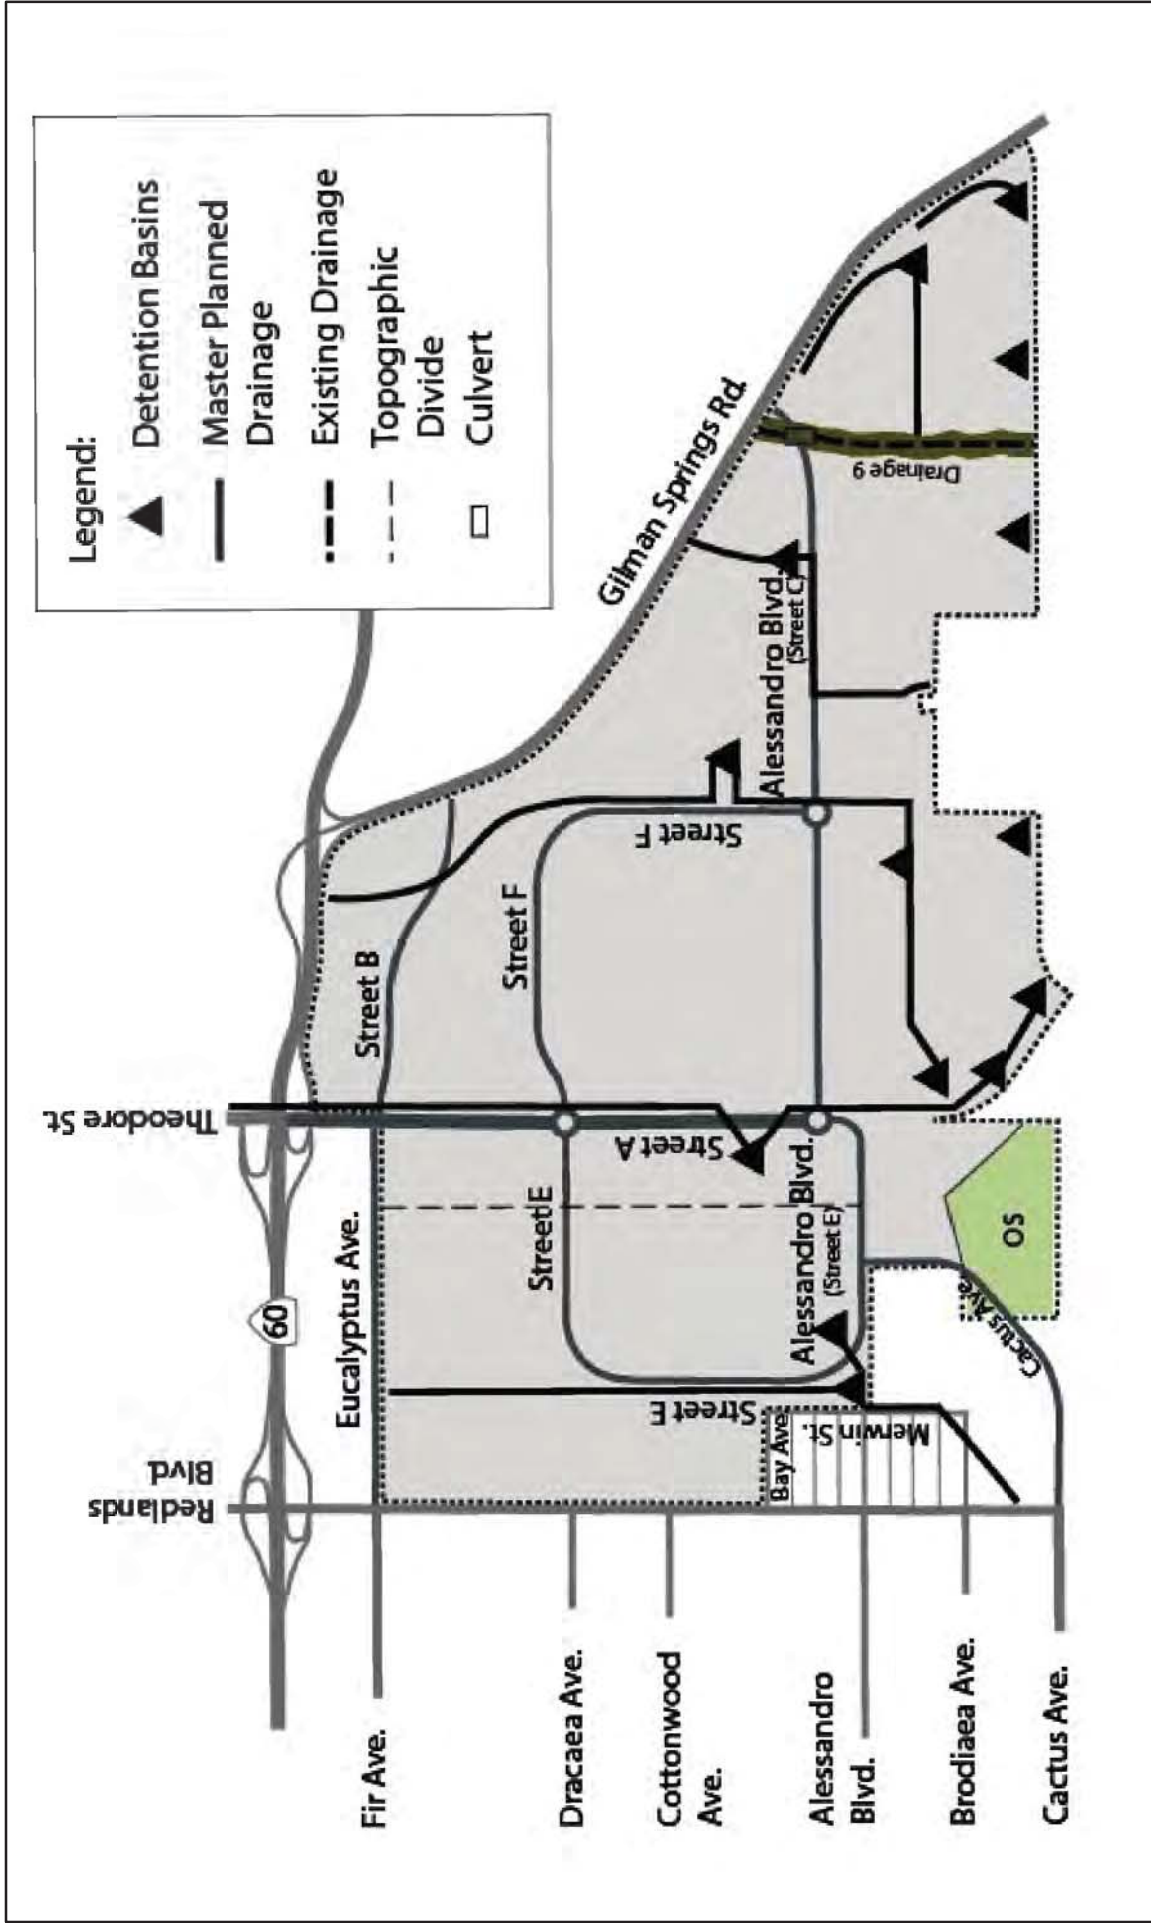 Legend:
Detention Basins
Master Planned
Drainage
Existing Drainage
Topographic
Divide
Culvert
60
Redlands
Blvd.
Theodore St.
Eucalyptus Ave.
Street B
Street F
Street F
Street E
Street A
Street E
Gilman Springs Rd.
Alessandro Blvd.
(Street C)
Alessandro Blvd.
(Street E)
Drainage 9
Bay Ave.
Merwin St.
Cactus Ave.
OS
Fir Ave.
Dracaea Ave.
Cottonwood
Ave.
Alessandro
Blvd.
Brodiaea Ave.
Cactus Ave.